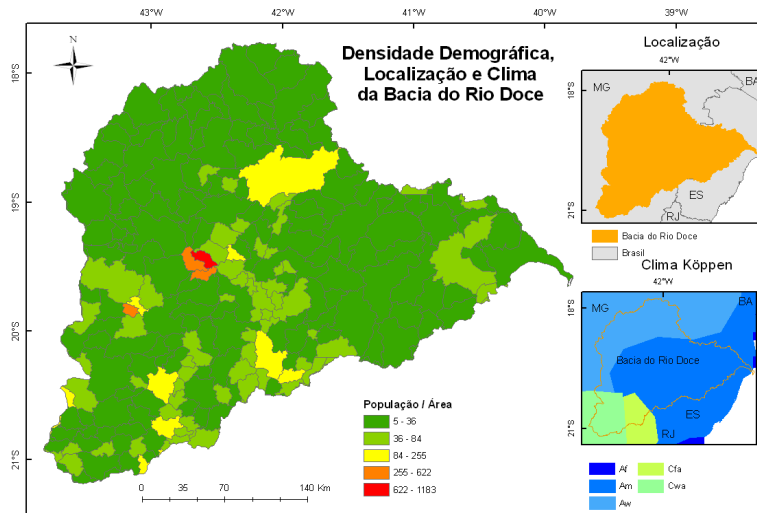 43°W
42°W
41°W
40°W
39°W
N
Densidade Demográfica,
Localização e Clima
da Bacia do Rio Doce
18°S
19°S
20°S
21°S
População / Área
5 - 36
36 - 84
84 - 255
255 - 622
622 - 1183
0 35 70 140 Km
Localização
42°W
18°S
21°S
MG
BA
ES
RJ
Bacia do Rio Doce
Brasil
Clima Köppen
42°W
18°S
21°S
MG
BA
Bacia do Rio Doce
ES
RJ
Af Cfa
Am Cwa
Aw